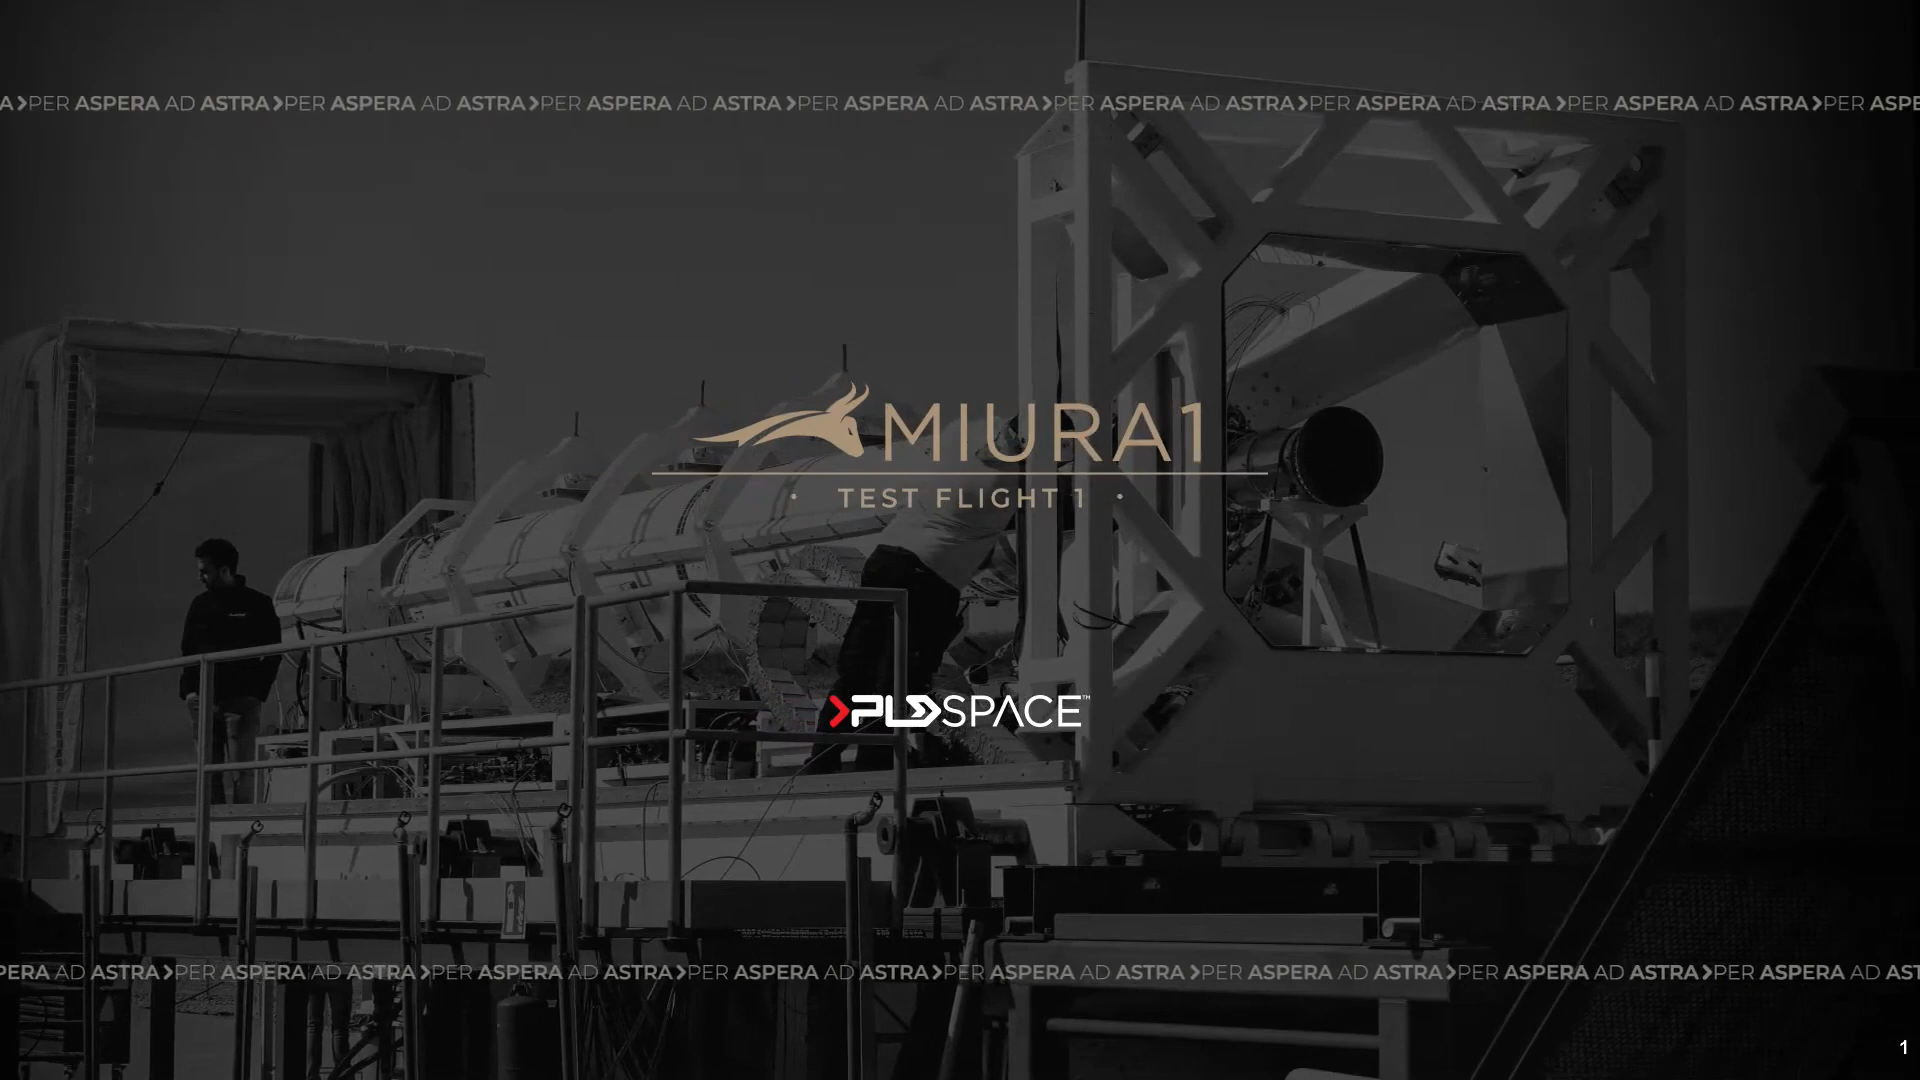 A>PER ASPERA AD ASTRA>PER ASPERA AD ASTRA>PER ASPERA AD ASTRA>PER ASPERA AD ASTRA>PER ASPERA AD ASTRA>PER ASPERA AD ASTRA>PER ASPERA AD ASTRA>PER ASPE
MIURA1
· TEST FLIGHT 1 ·
>PLD SPACE™
PERA AD ASTRA>PER ASPERA AD ASTRA>PER ASPERA AD ASTRA>PER ASPERA AD ASTRA>PER ASPERA AD ASTRA>PER ASPERA AD ASTRA>PER ASPERA AD ASTRA>PER ASPERA AD AST
1